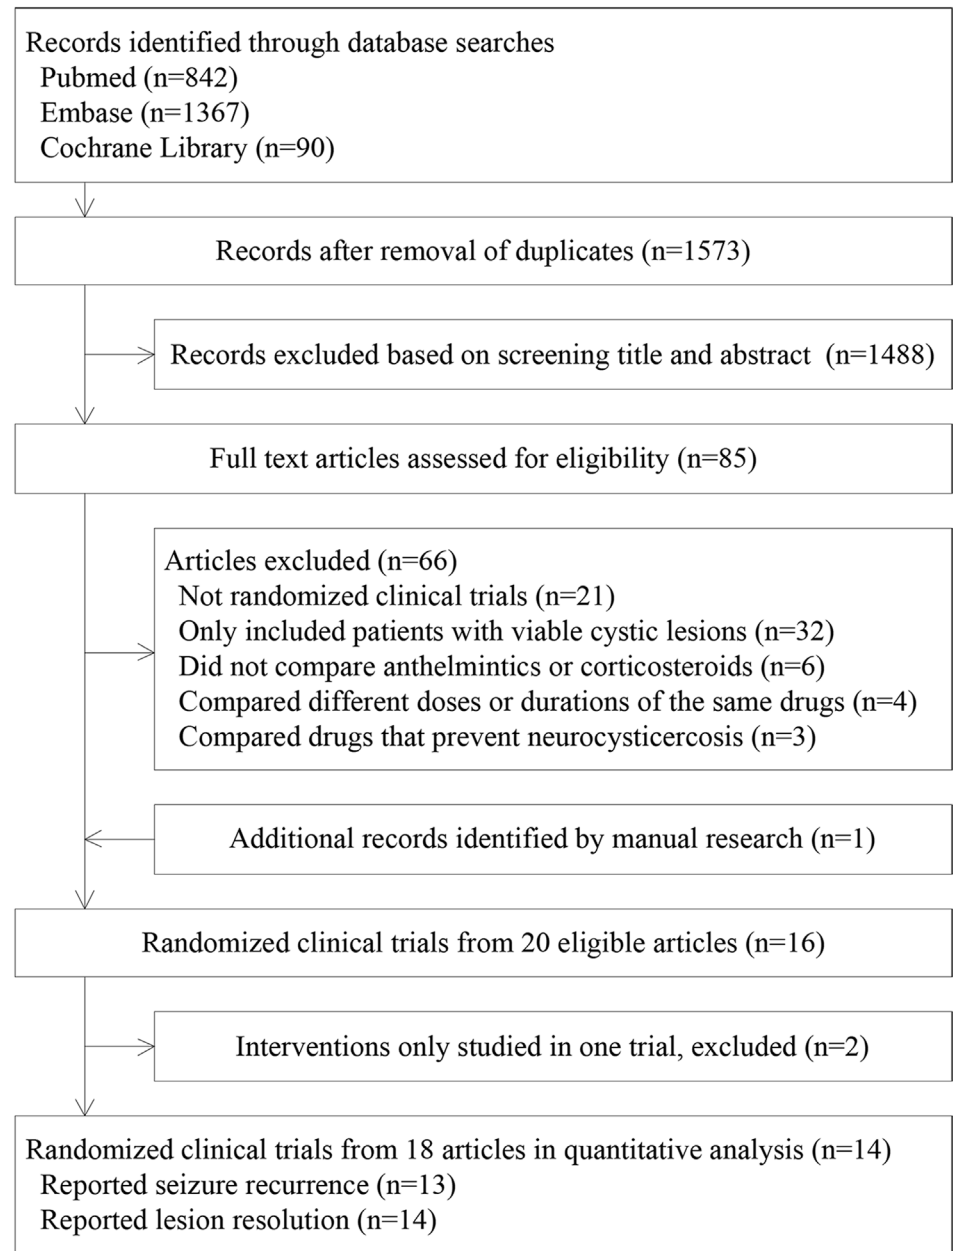 Records identified through database searches
Pubmed (n=842)
Embase (n=1367)
Cochrane Library (n=90)
Records after removal of duplicates (n=1573)
Records excluded based on screening title and abstract (n=1488)
Full text articles assessed for eligibility (n=85)
Articles excluded (n=66)
Not randomized clinical trials (n=21)
Only included patients with viable cystic lesions (n=32)
Did not compare anthelmintics or corticosteroids (n=6)
Compared different doses or durations of the same drugs (n=4)
Compared drugs that prevent neurocysticercosis (n=3)
Additional records identified by manual research (n=1)
Randomized clinical trials from 20 eligible articles (n=16)
Interventions only studied in one trial, excluded (n=2)
Randomized clinical trials from 18 articles in quantitative analysis (n=14)
Reported seizure recurrence (n=13)
Reported lesion resolution (n=14)